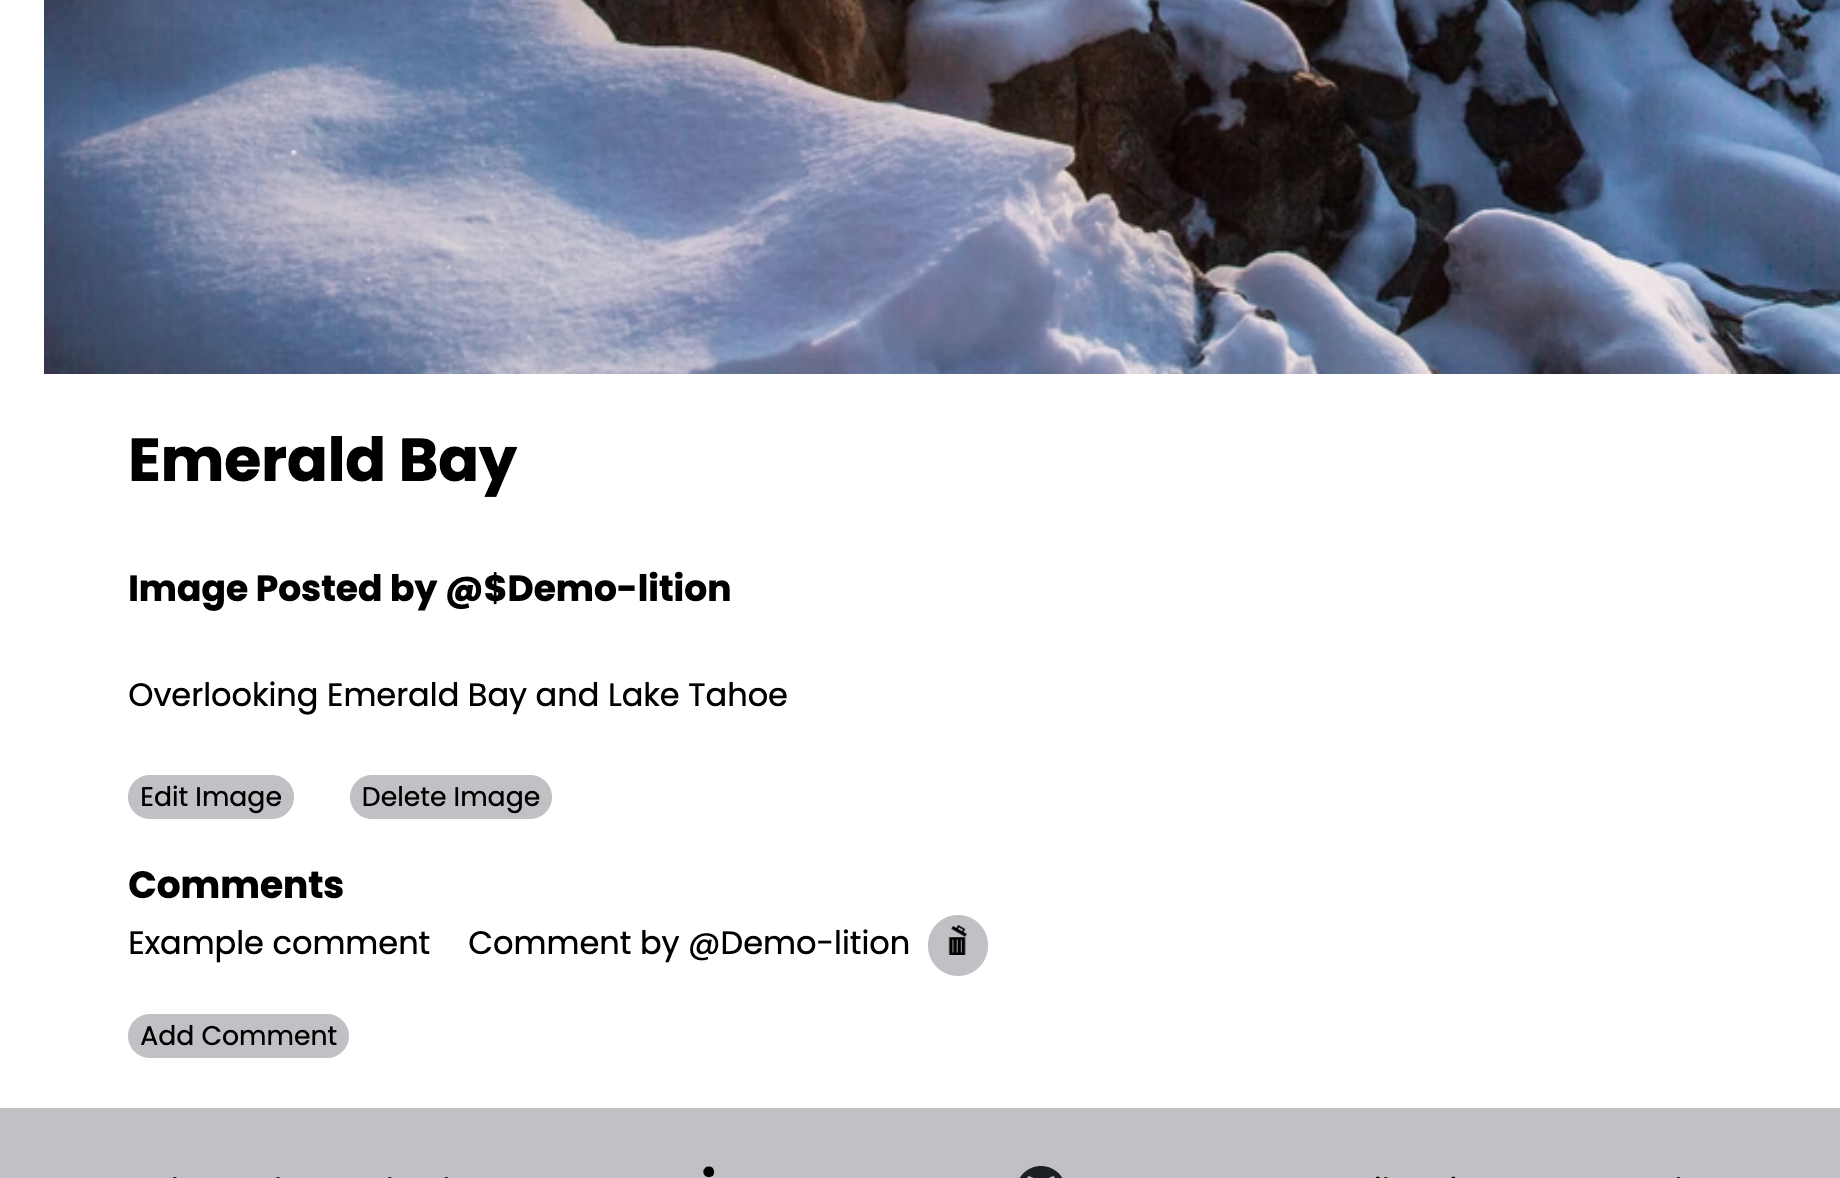 Emerald Bay
Image Posted by @$Demo-lition
Overlooking Emerald Bay and Lake Tahoe
Edit Image Delete Image
Comments
Example comment Comment by @Demo-lition
Add Comment